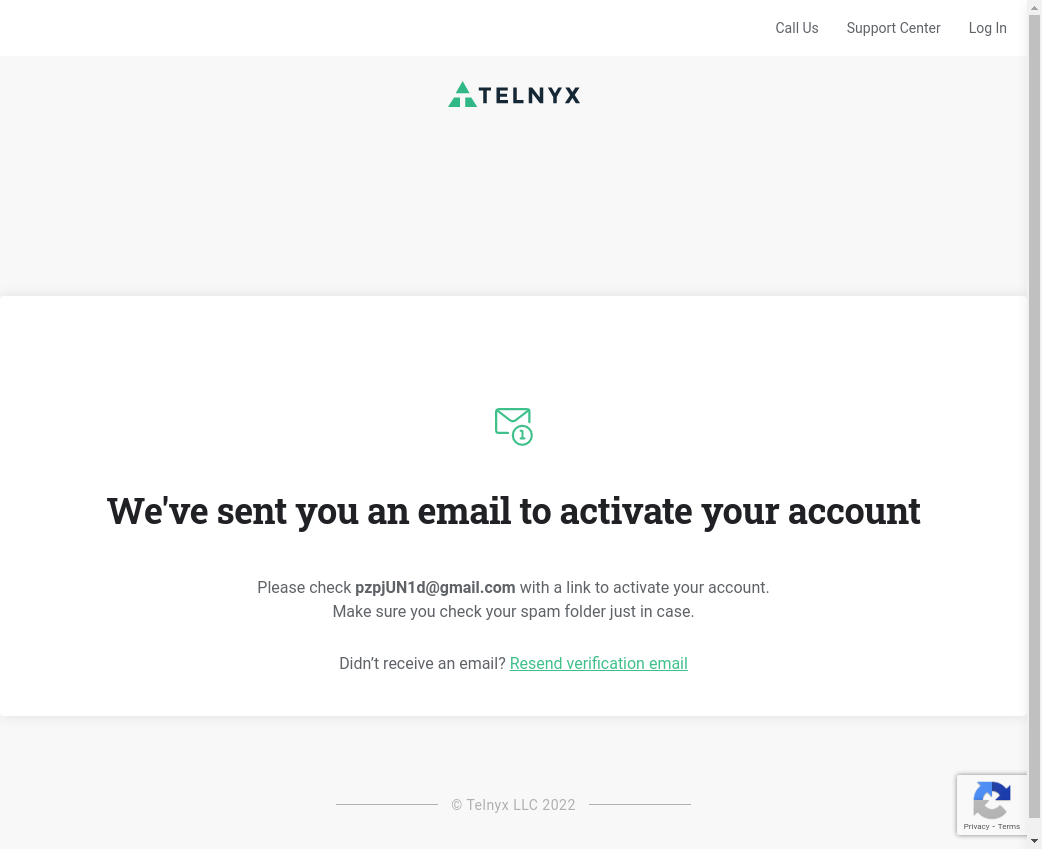 Call Us Support Center Log In
TELNYX
We've sent you an email to activate your account
Please check pzpjUN1d@gmail.com with a link to activate your account.
Make sure you check your spam folder just in case.
Didn’t receive an email? Resend verification email
© Telnyx LLC 2022
Privacy - Terms